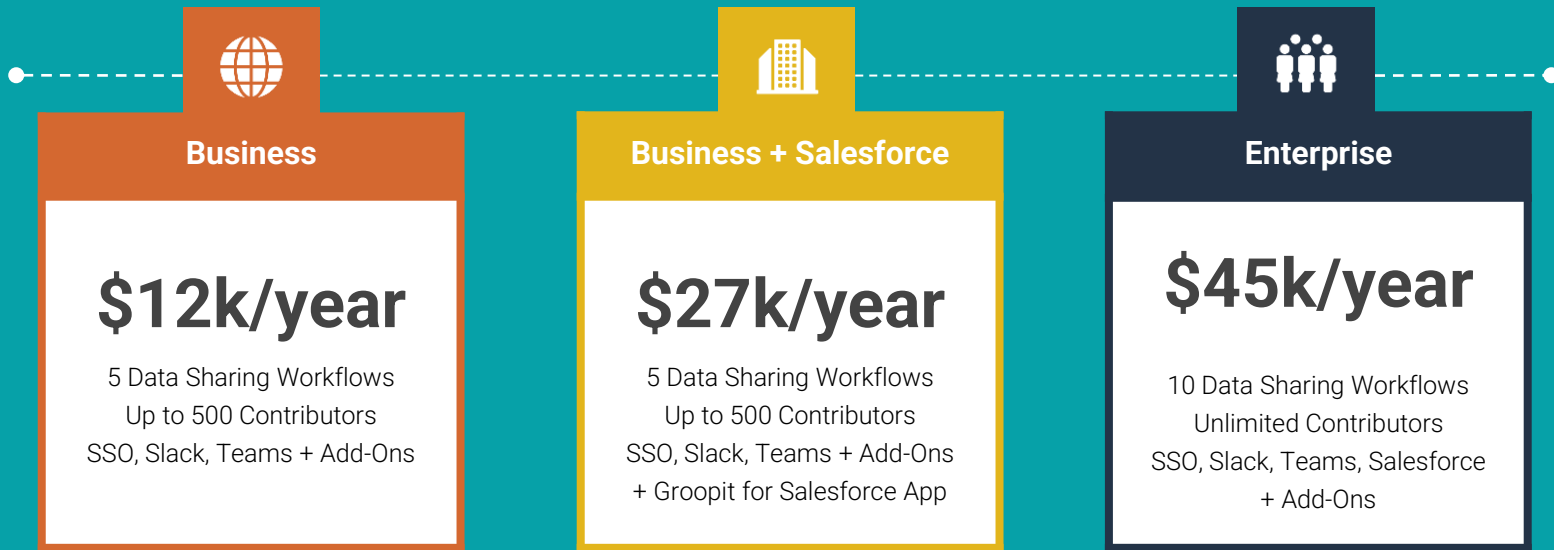 Business
$12k/year
5 Data Sharing Workflows
Up to 500 Contributors
SSO, Slack, Teams + Add-Ons
Business + Salesforce
$27k/year
5 Data Sharing Workflows
Up to 500 Contributors
SSO, Slack, Teams + Add-Ons
+ Groopit for Salesforce App
Enterprise
$45k/year
10 Data Sharing Workflows
Unlimited Contributors
SSO, Slack, Teams, Salesforce
+ Add-Ons